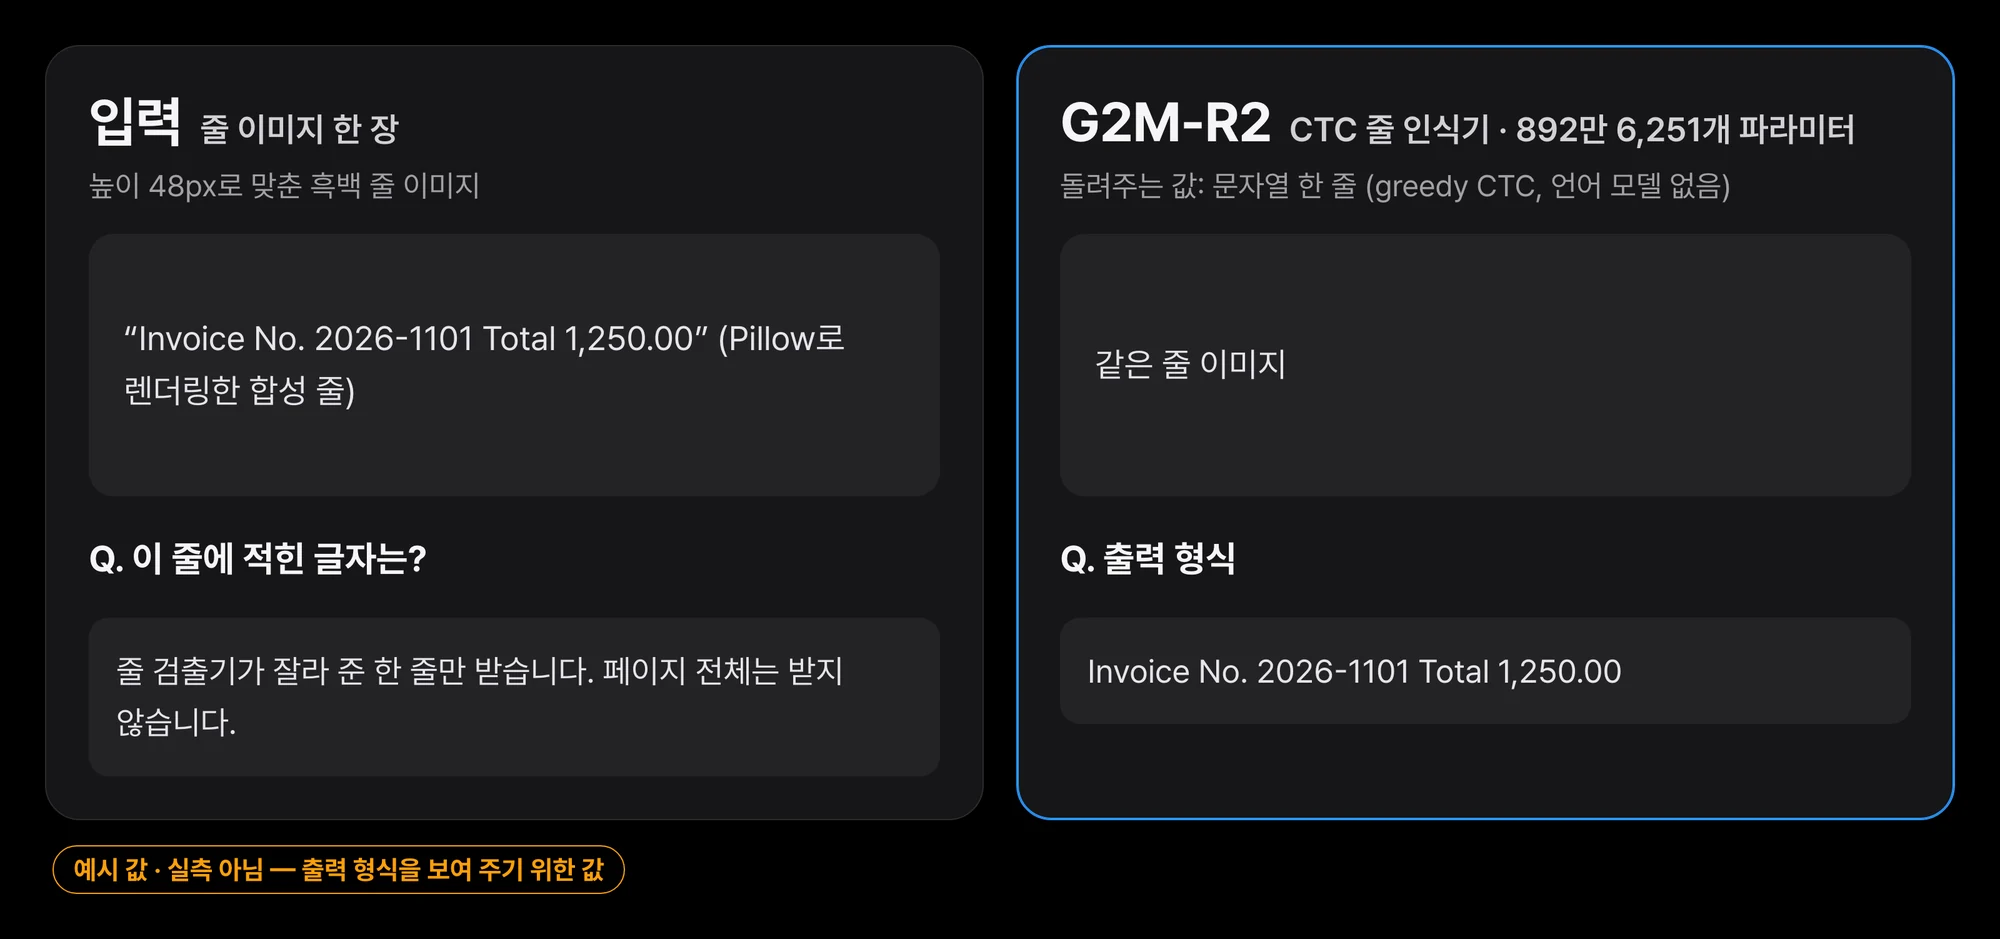 입력 줄 이미지 한 장
높이 48px로 맞춘 흑백 줄 이미지
“Invoice No. 2026-1101 Total 1,250.00” (Pillow로
렌더링한 합성 줄)
Q. 이 줄에 적힌 글자는?
줄 검출기가 잘라 준 한 줄만 받습니다. 페이지 전체는 받지
않습니다.
G2M-R2 CTC 줄 인식기 · 892만 6,251개 파라미터
돌려주는 값: 문자열 한 줄 (greedy CTC, 언어 모델 없음)
같은 줄 이미지
Q. 출력 형식
Invoice No. 2026-1101 Total 1,250.00
예시 값 · 실측 아님 — 출력 형식을 보여 주기 위한 값